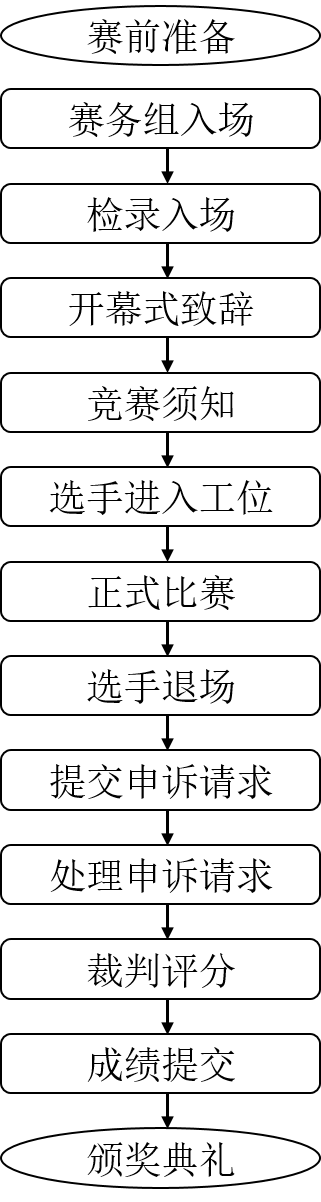 赛前准备
赛务组入场
检录入场
开幕式致辞
竞赛须知
选手进入工位
正式比赛
选手退场
提交申诉请求
处理申诉请求
裁判评分
成绩提交
颁奖典礼